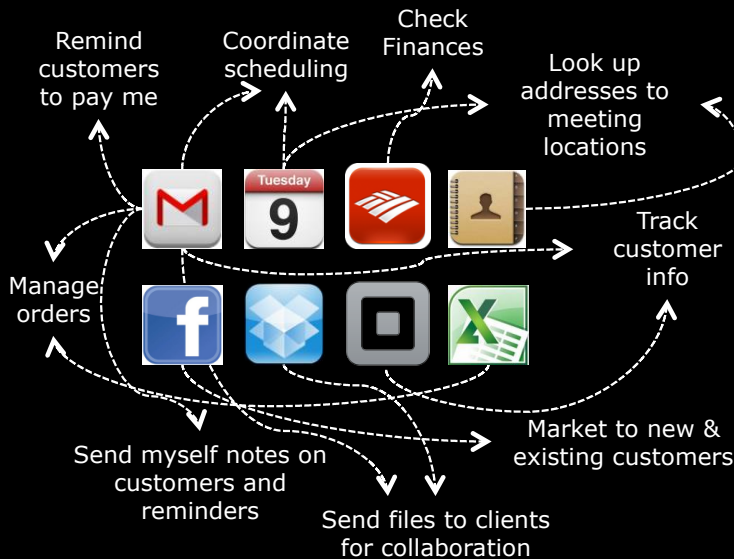 Remind
customers
to pay me
Coordinate
scheduling
Check
Finances
Look up
addresses to
meeting
locations
Tuesday
9
Track
customer
info
Manage
orders
f
X
Market to new &
existing customers
Send myself notes on
customers and
reminders
Send files to clients
for collaboration